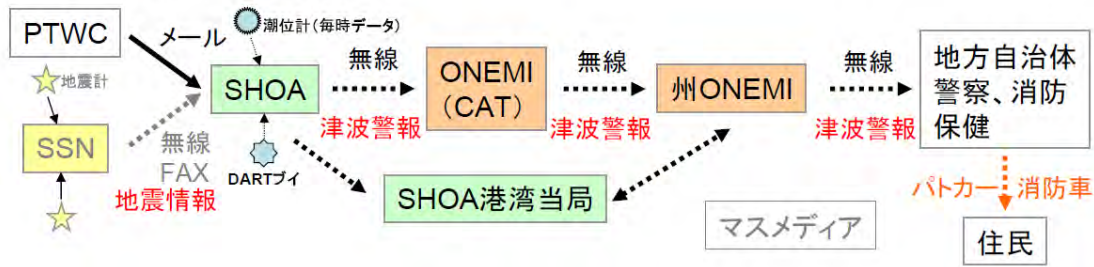 PTWC
メール
潮位計(毎時データ)
地震計
SSN
無線
FAX
地震情報
SHOA
DARTブイ
無線
津波警報
ONEMI
(CAT)
無線
津波警報
州ONEMI
無線
津波警報
地方自治体
警察、消防
保健
SHOA港湾当局
マスメディア
パトカー
消防車
住民